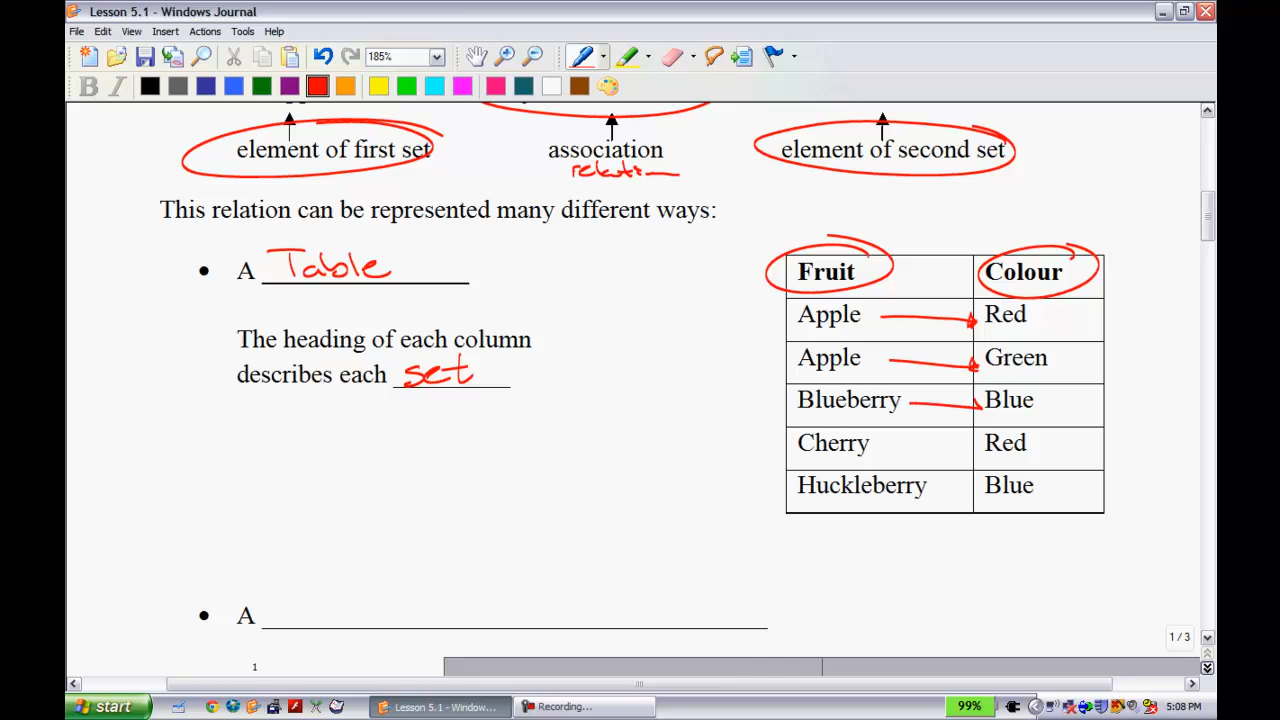 Lesson 5.1 - Windows Journal
File Edit View Insert Actions Tools Help
185%
B I
element of first set association element of second set
relation
This relation can be represented many different ways:
• A Table
The heading of each column
describes each set
Fruit Colour
Apple Red
Apple Green
Blueberry Blue
Cherry Red
Huckleberry Blue
• A
1 / 3
1
start Lesson 5.1 - Window... Recording... 99% 5:08 PM